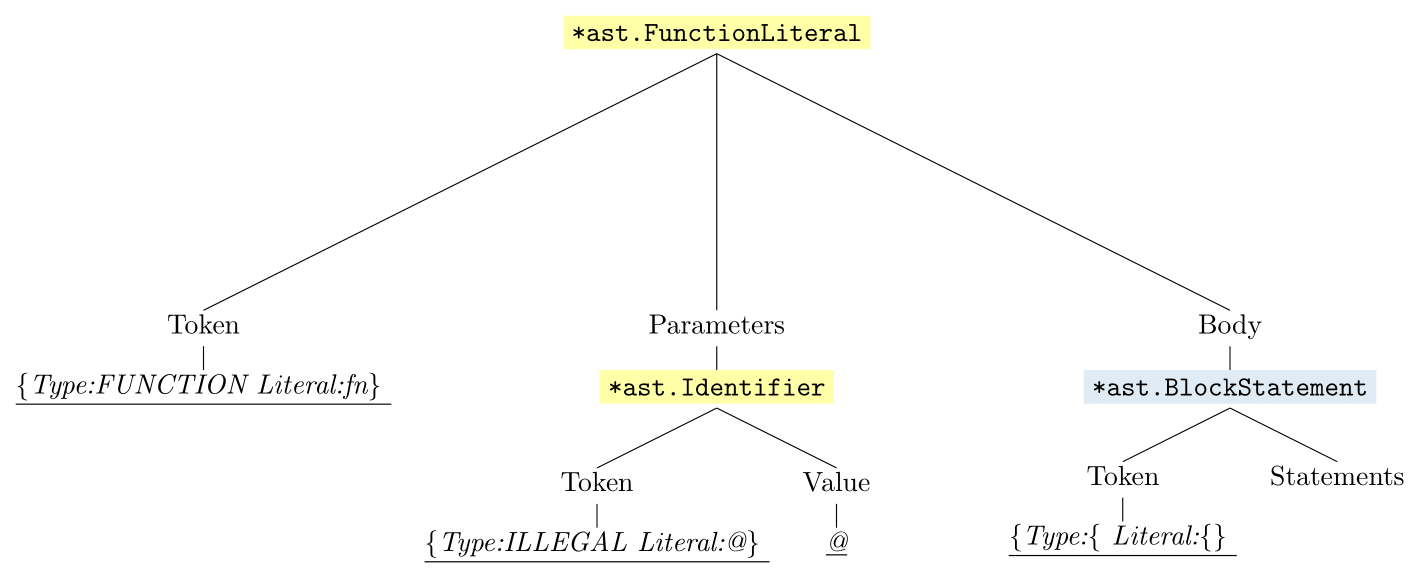 *ast.FunctionLiteral
Token Parameters Body
{Type:FUNCTION Literal:fn} *ast.Identifier *ast.BlockStatement
Token Value Token Statements
{Type:ILLEGAL Literal:@} @ {Type:{ Literal:{}